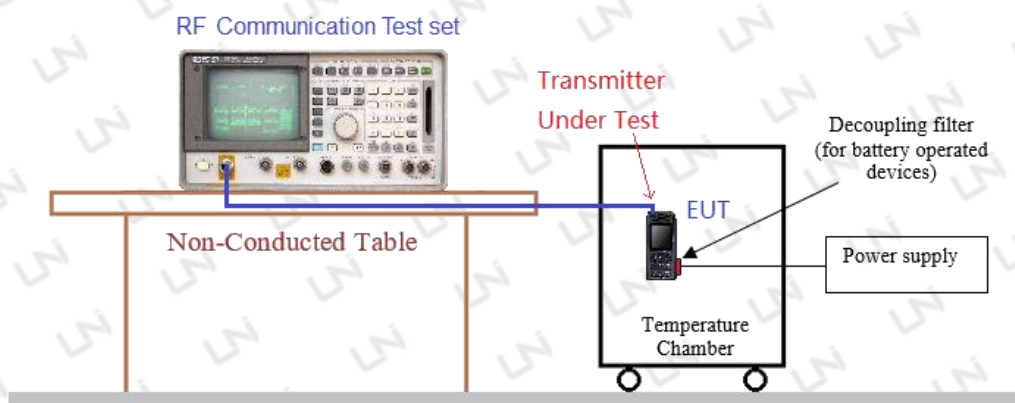 RF Communication Test set
Transmitter
Under Test
Decoupling filter
(for battery operated
devices)
EUT
Non-Conducted Table
Power supply
Temperature
Chamber
LNi